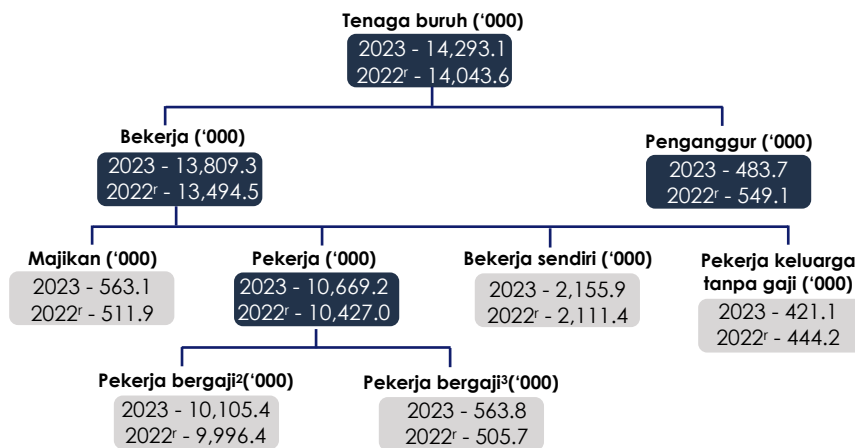 Tenaga buruh (‘000)
2023 - 14,293.1
2022ʳ - 14,043.6
Bekerja (‘000)
2023 - 13,809.3
2022ʳ - 13,494.5
Penganggur (‘000)
2023 - 483.7
2022ʳ - 549.1
Majikan (‘000)
2023 - 563.1
2022ʳ - 511.9
Pekerja (‘000)
2023 - 10,669.2
2022ʳ - 10,427.0
Bekerja sendiri (‘000)
2023 - 2,155.9
2022ʳ - 2,111.4
Pekerja keluarga
tanpa gaji (‘000)
2023 - 421.1
2022ʳ - 444.2
Pekerja bergaji²(‘000)
2023 - 10,105.4
2022ʳ - 9,996.4
Pekerja bergaji³(‘000)
2023 - 563.8
2022ʳ - 505.7